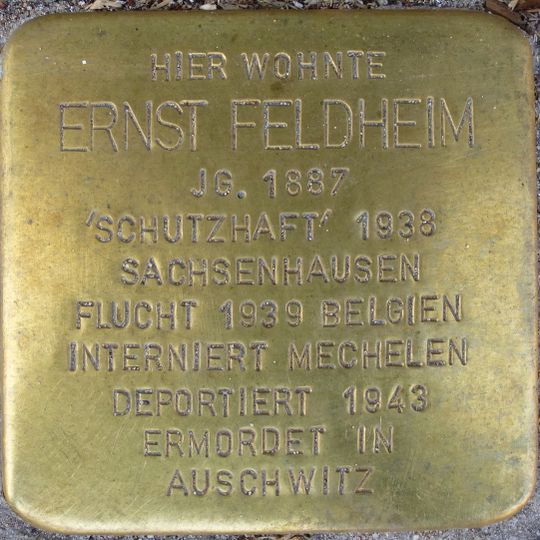 HIER WOHNTE
ERNST FELDHEIM
JG. 1887
'SCHUTZHAFT' 1938
SACHSENHAUSEN
FLUCHT 1939 BELGIEN
INTERNIERT MECHELEN
DEPORTIERT 1943
ERMORDET IN
AUSCHWITZ